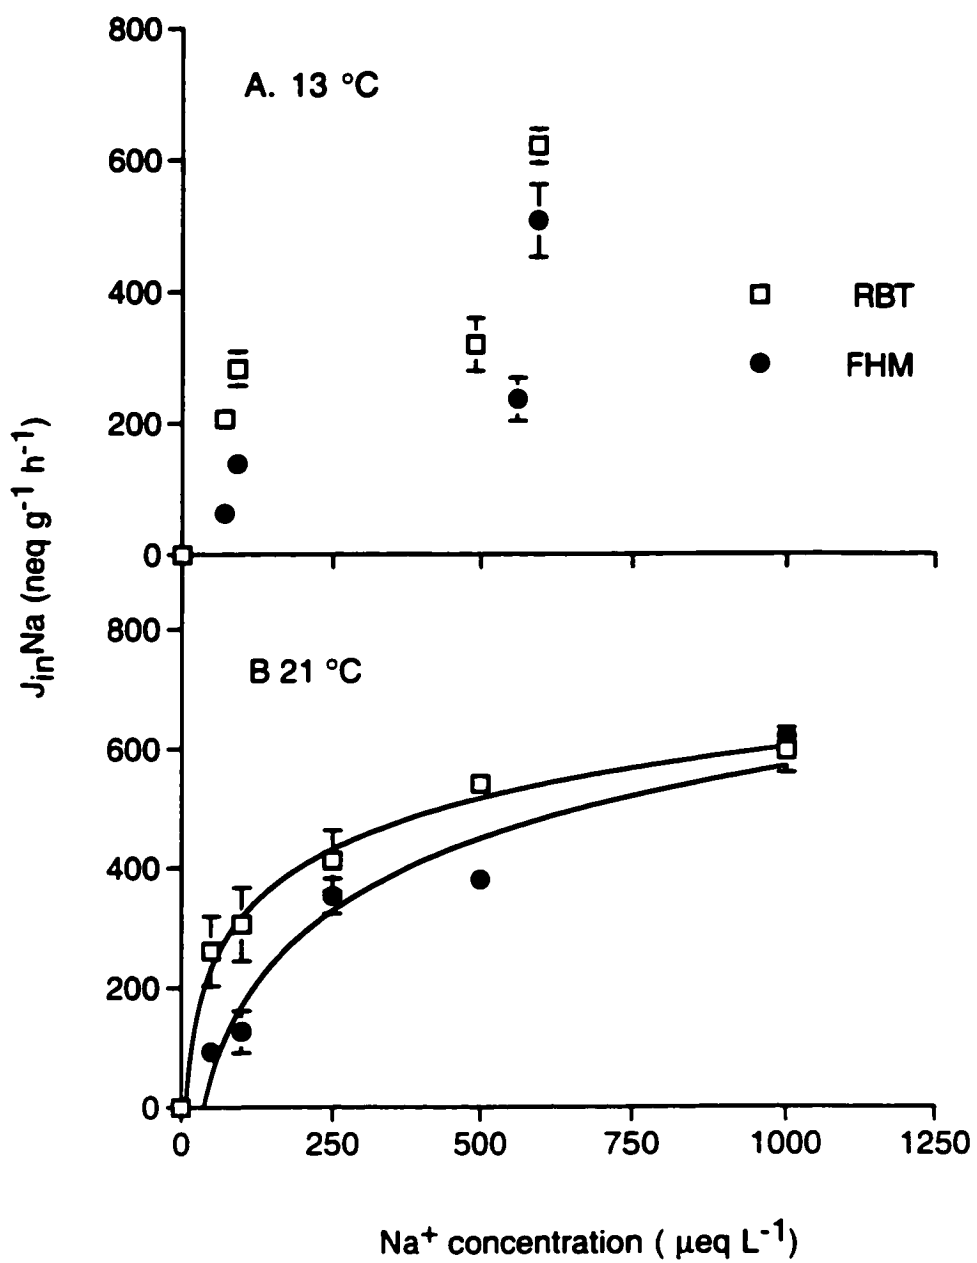 800
A. 13 °C
600
400
200
0
RBT
FHM
JinNa (neq g-1 h-1)
800
B 21 °C
600
400
200
0
0 250 500 750 1000 1250
Na+ concentration ( µeq L-1)